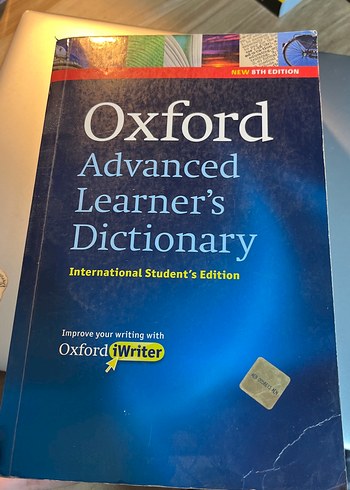 NEW 8TH EDITION
Oxford
Advanced
Learner's
Dictionary
International Student's Edition
Improve your writing with
Oxford iWriter